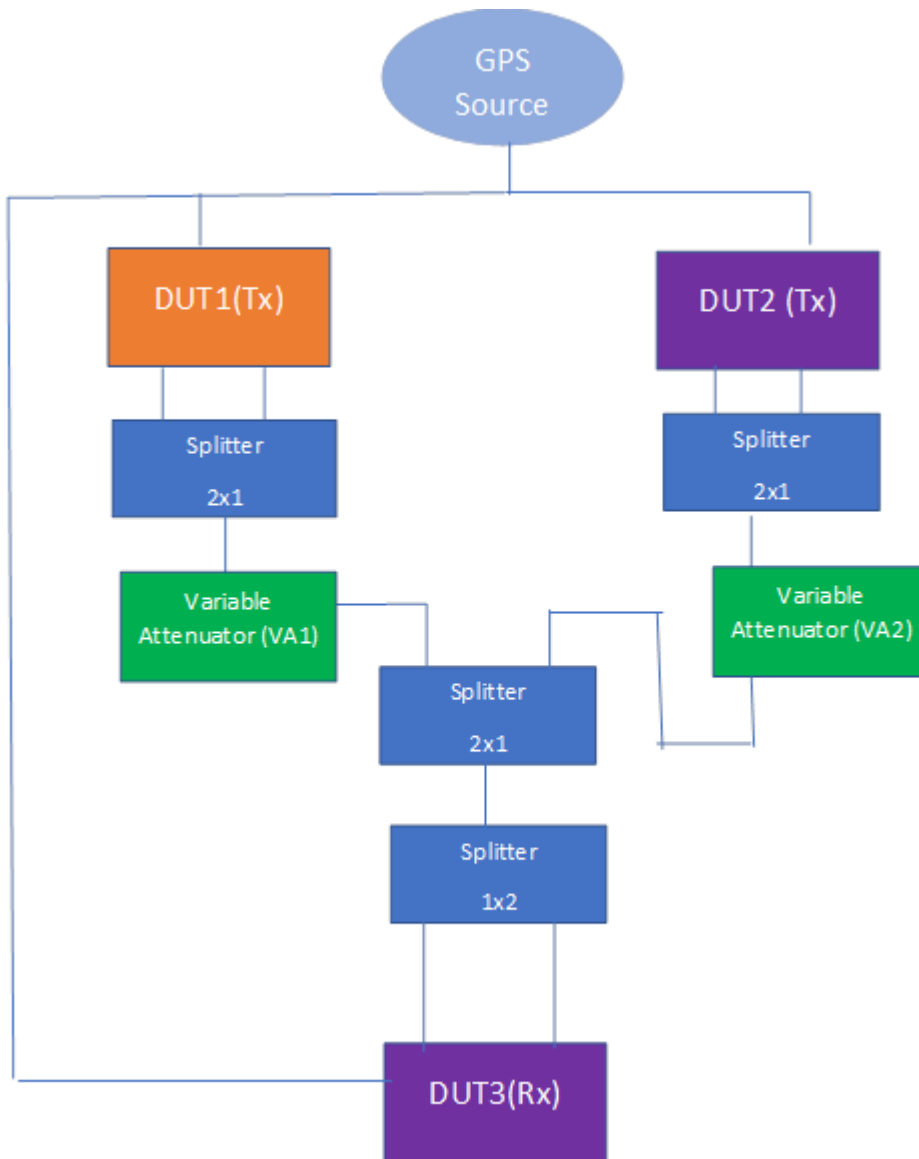 GPS
Source
DUT1(Tx)
DUT2 (Tx)
Splitter
2x1
Splitter
2x1
Variable
Attenuator (VA1)
Variable
Attenuator (VA2)
Splitter
2x1
Splitter
1x2
DUT3(Rx)